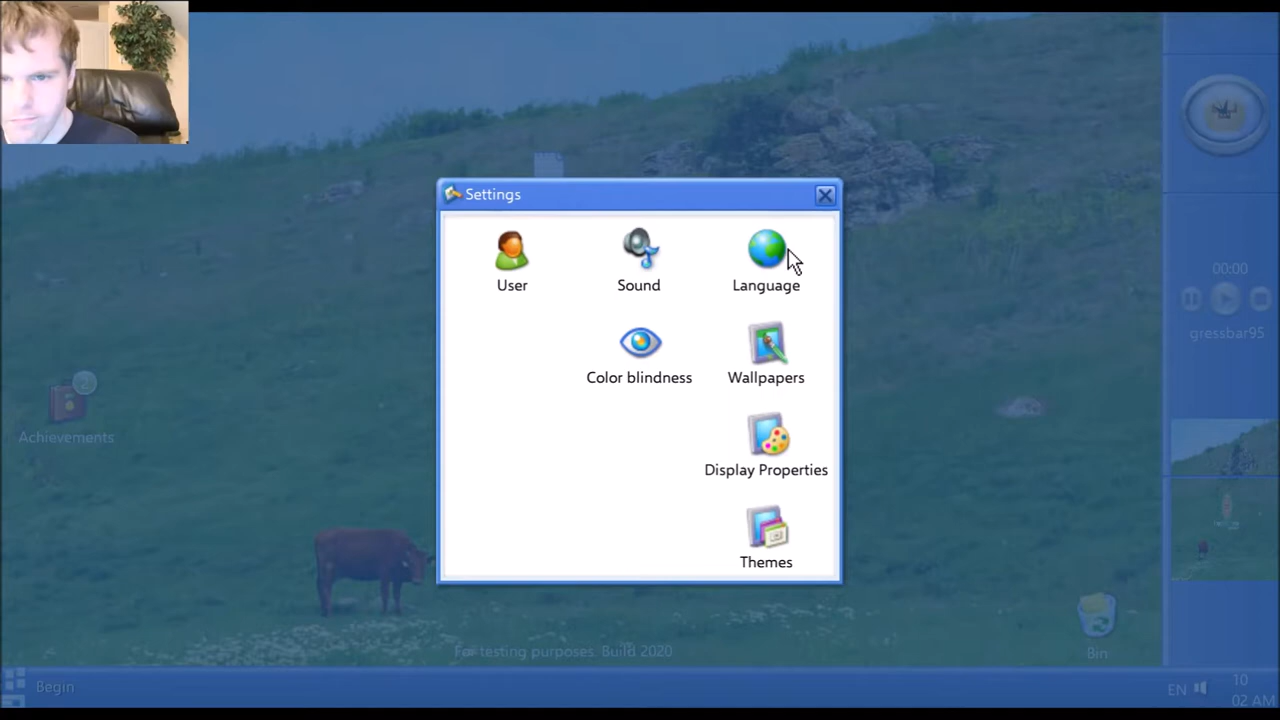 Settings
User
Sound
Language
Color blindness
Wallpapers
Display Properties
Themes
00:00
gressbar95
Achievements
For testing purposes. Build 2020
Bin
Begin
EN
10
02 AM